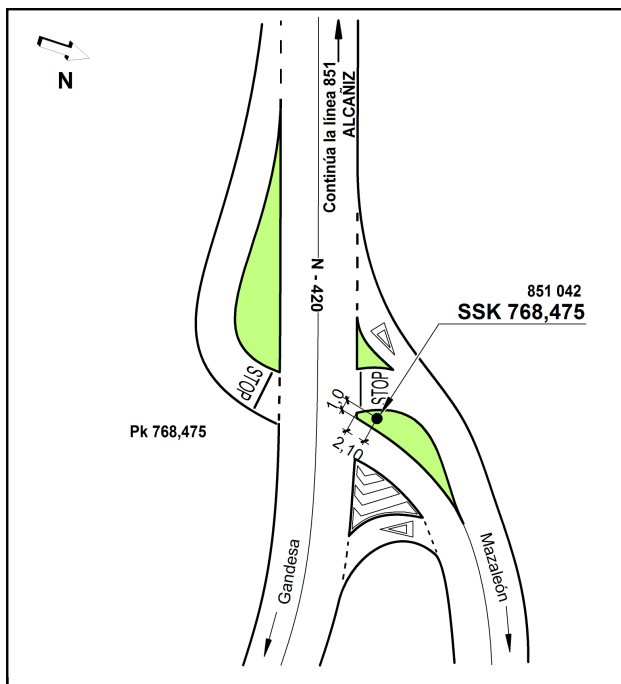 N
Continúa la línea 851
ALCAÑIZ
N - 420
851 042
SSK 768,475
STOP
STOP
1,0
2,10
Pk 768,475
Gandesa
Mazaleón